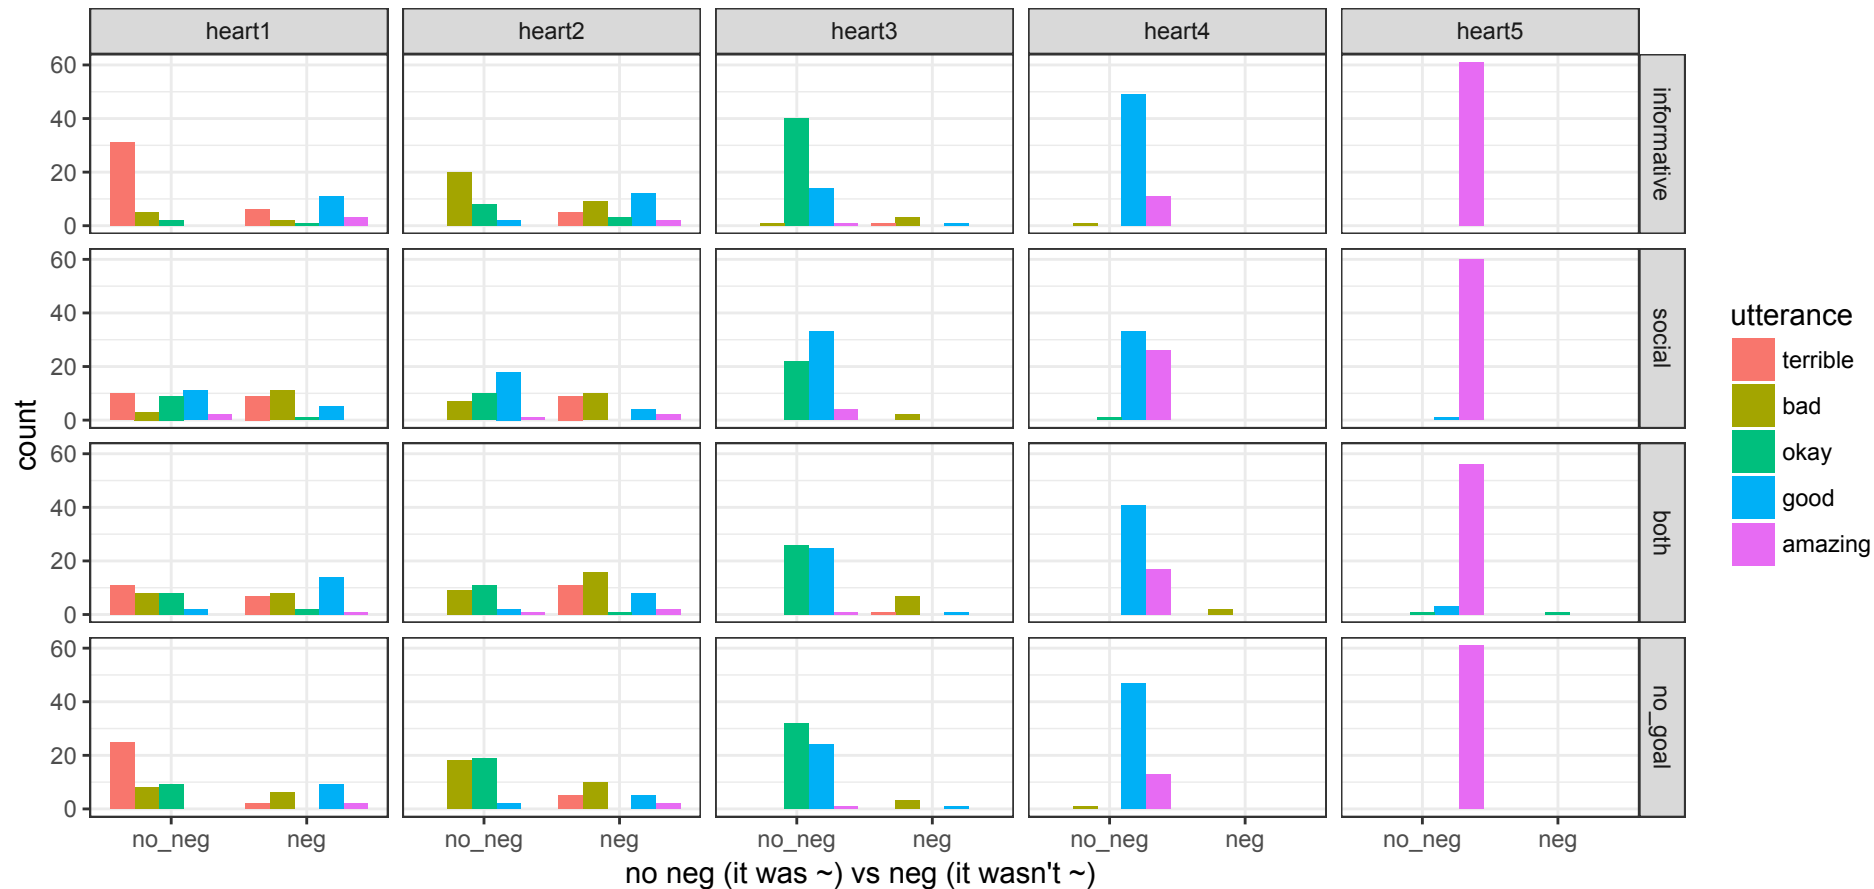 heart1 heart2 heart3 heart4 heart5
60
40
20
0
informative
60
40
20
0
social
60
40
20
0
both
60
40
20
0
no_goal
count
no_neg neg no_neg neg no_neg neg no_neg neg no_neg neg
no neg (it was ~) vs neg (it wasn't ~)
utterance
terrible
bad
okay
good
amazing